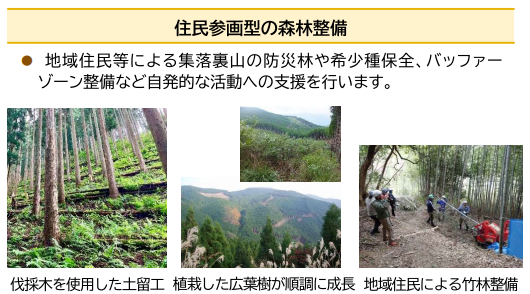 住民参画型の森林整備
● 地域住民等による集落裏山の防災林や希少種保全、バッファー
ゾーン整備など自発的な活動への支援を行います。
伐採木を使用した土留工
植栽した広葉樹が順調に成長
地域住民による竹林整備